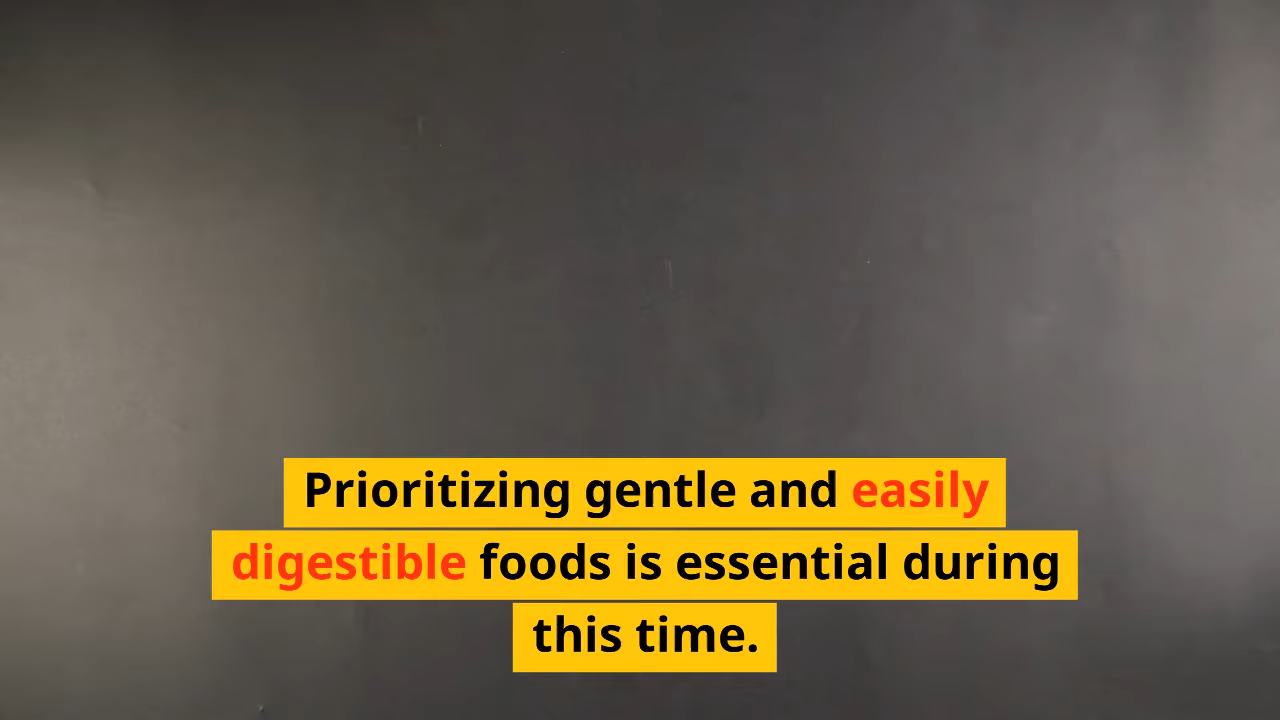 Prioritizing gentle and easily
digestible foods is essential during
this time.